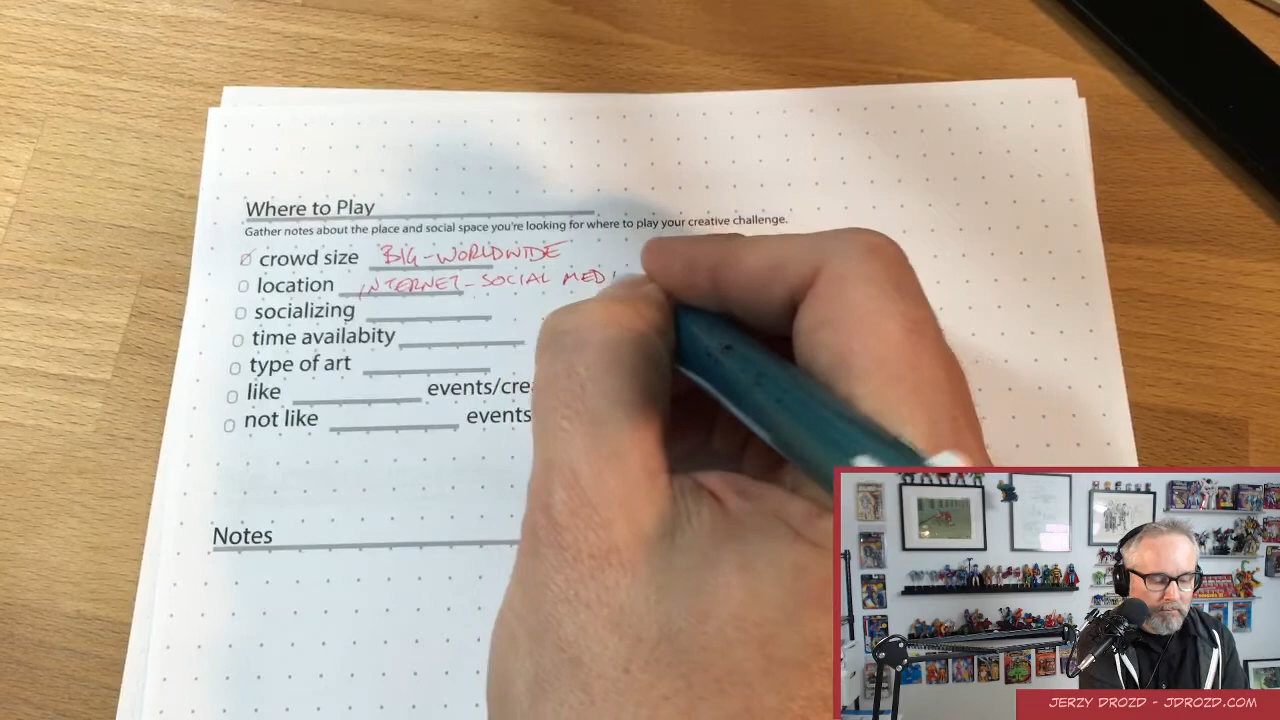 Where to Play
Gather notes about the place and social space you're looking for where to play your creative challenge.
crowd size BIG-WORLDWIDE
location INTERNET-SOCIAL MEDI
socializing
time availabity
type of art
like events/cre
not like events
Notes
JERZY DROZD - JDROZD.COM